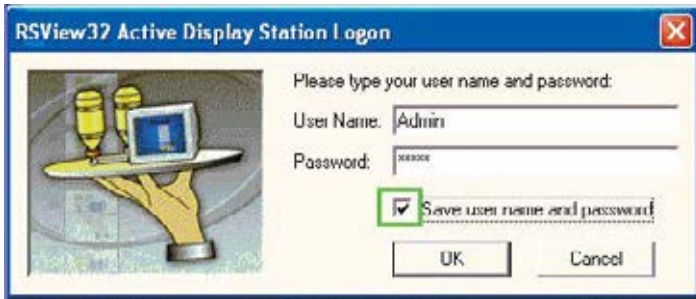 RSView32 Active Display Station Logon
Please type your user name and password:
User Name: Admin
Password: xxxxx
Save user name and password
OK Cancel